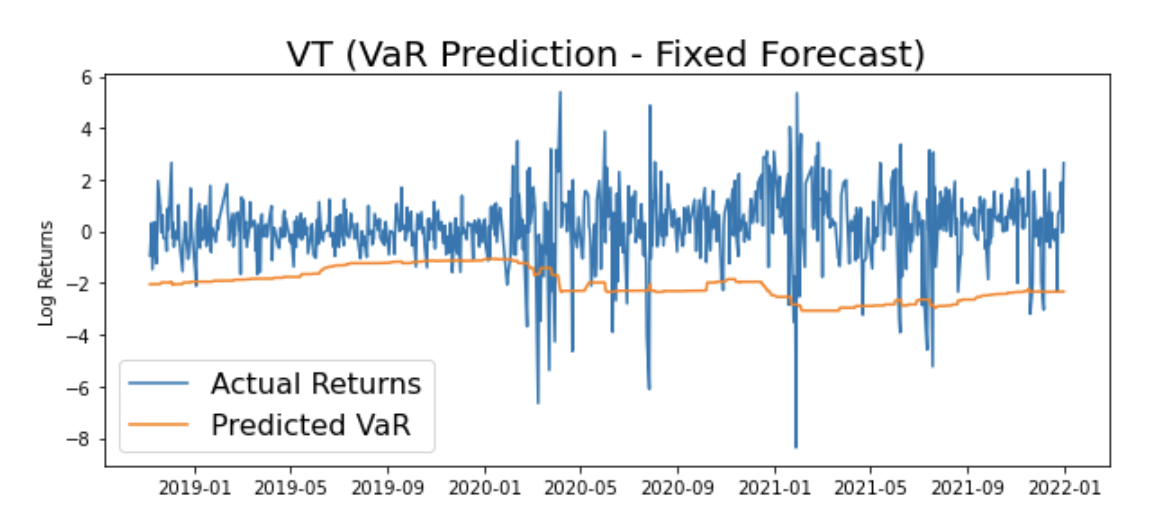 VT (VaR Prediction - Fixed Forecast)
6
4
2
0
−2
−4
−6
−8
Log Returns
Actual Returns
Predicted VaR
2019-01 2019-05 2019-09 2020-01 2020-05 2020-09 2021-01 2021-05 2021-09 2022-01